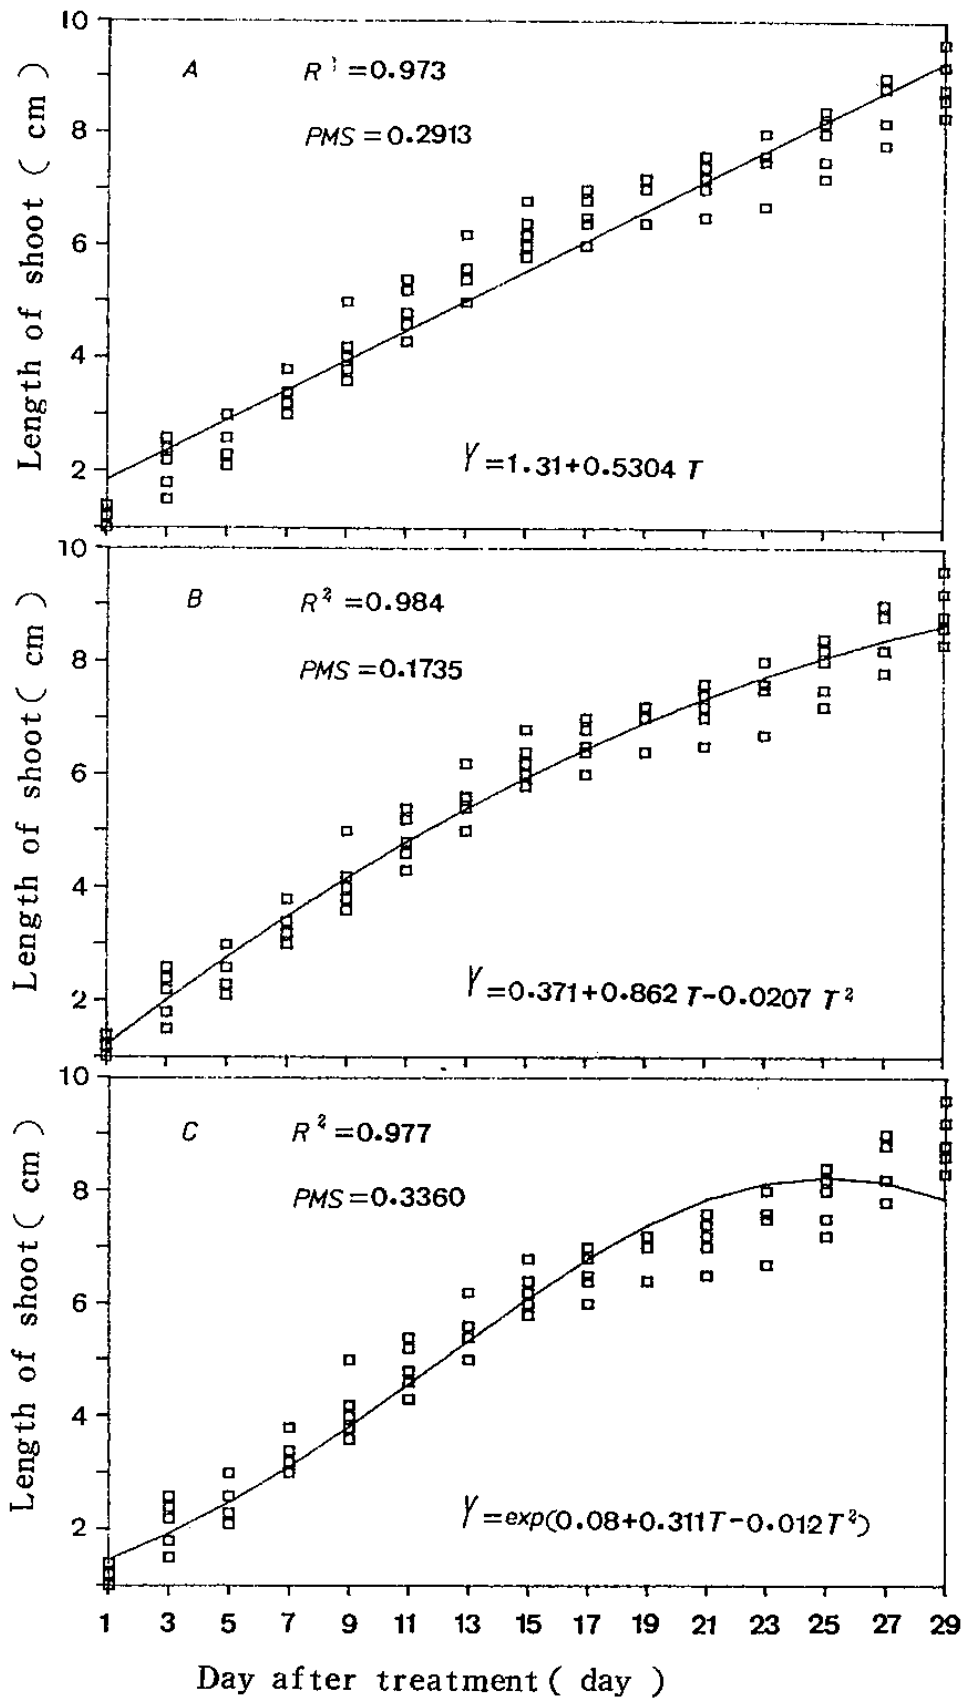 10
A R² =0.973
PMS =0.2913
8
6
4
2
Y =1.31+0.5304 T
Length of shoot ( cm )
10
B R² =0.984
PMS =0.1735
8
6
4
2
Y =0.371+0.862 T-0.0207 T²
Length of shoot( cm )
10
C R² =0.977
PMS =0.3360
8
6
4
2
Y =exp(0.08+0.311T-0.012T²)
Length of shoot( cm )
1 3 5 7 9 11 13 15 17 19 21 23 25 27 29
Day after treatment( day )